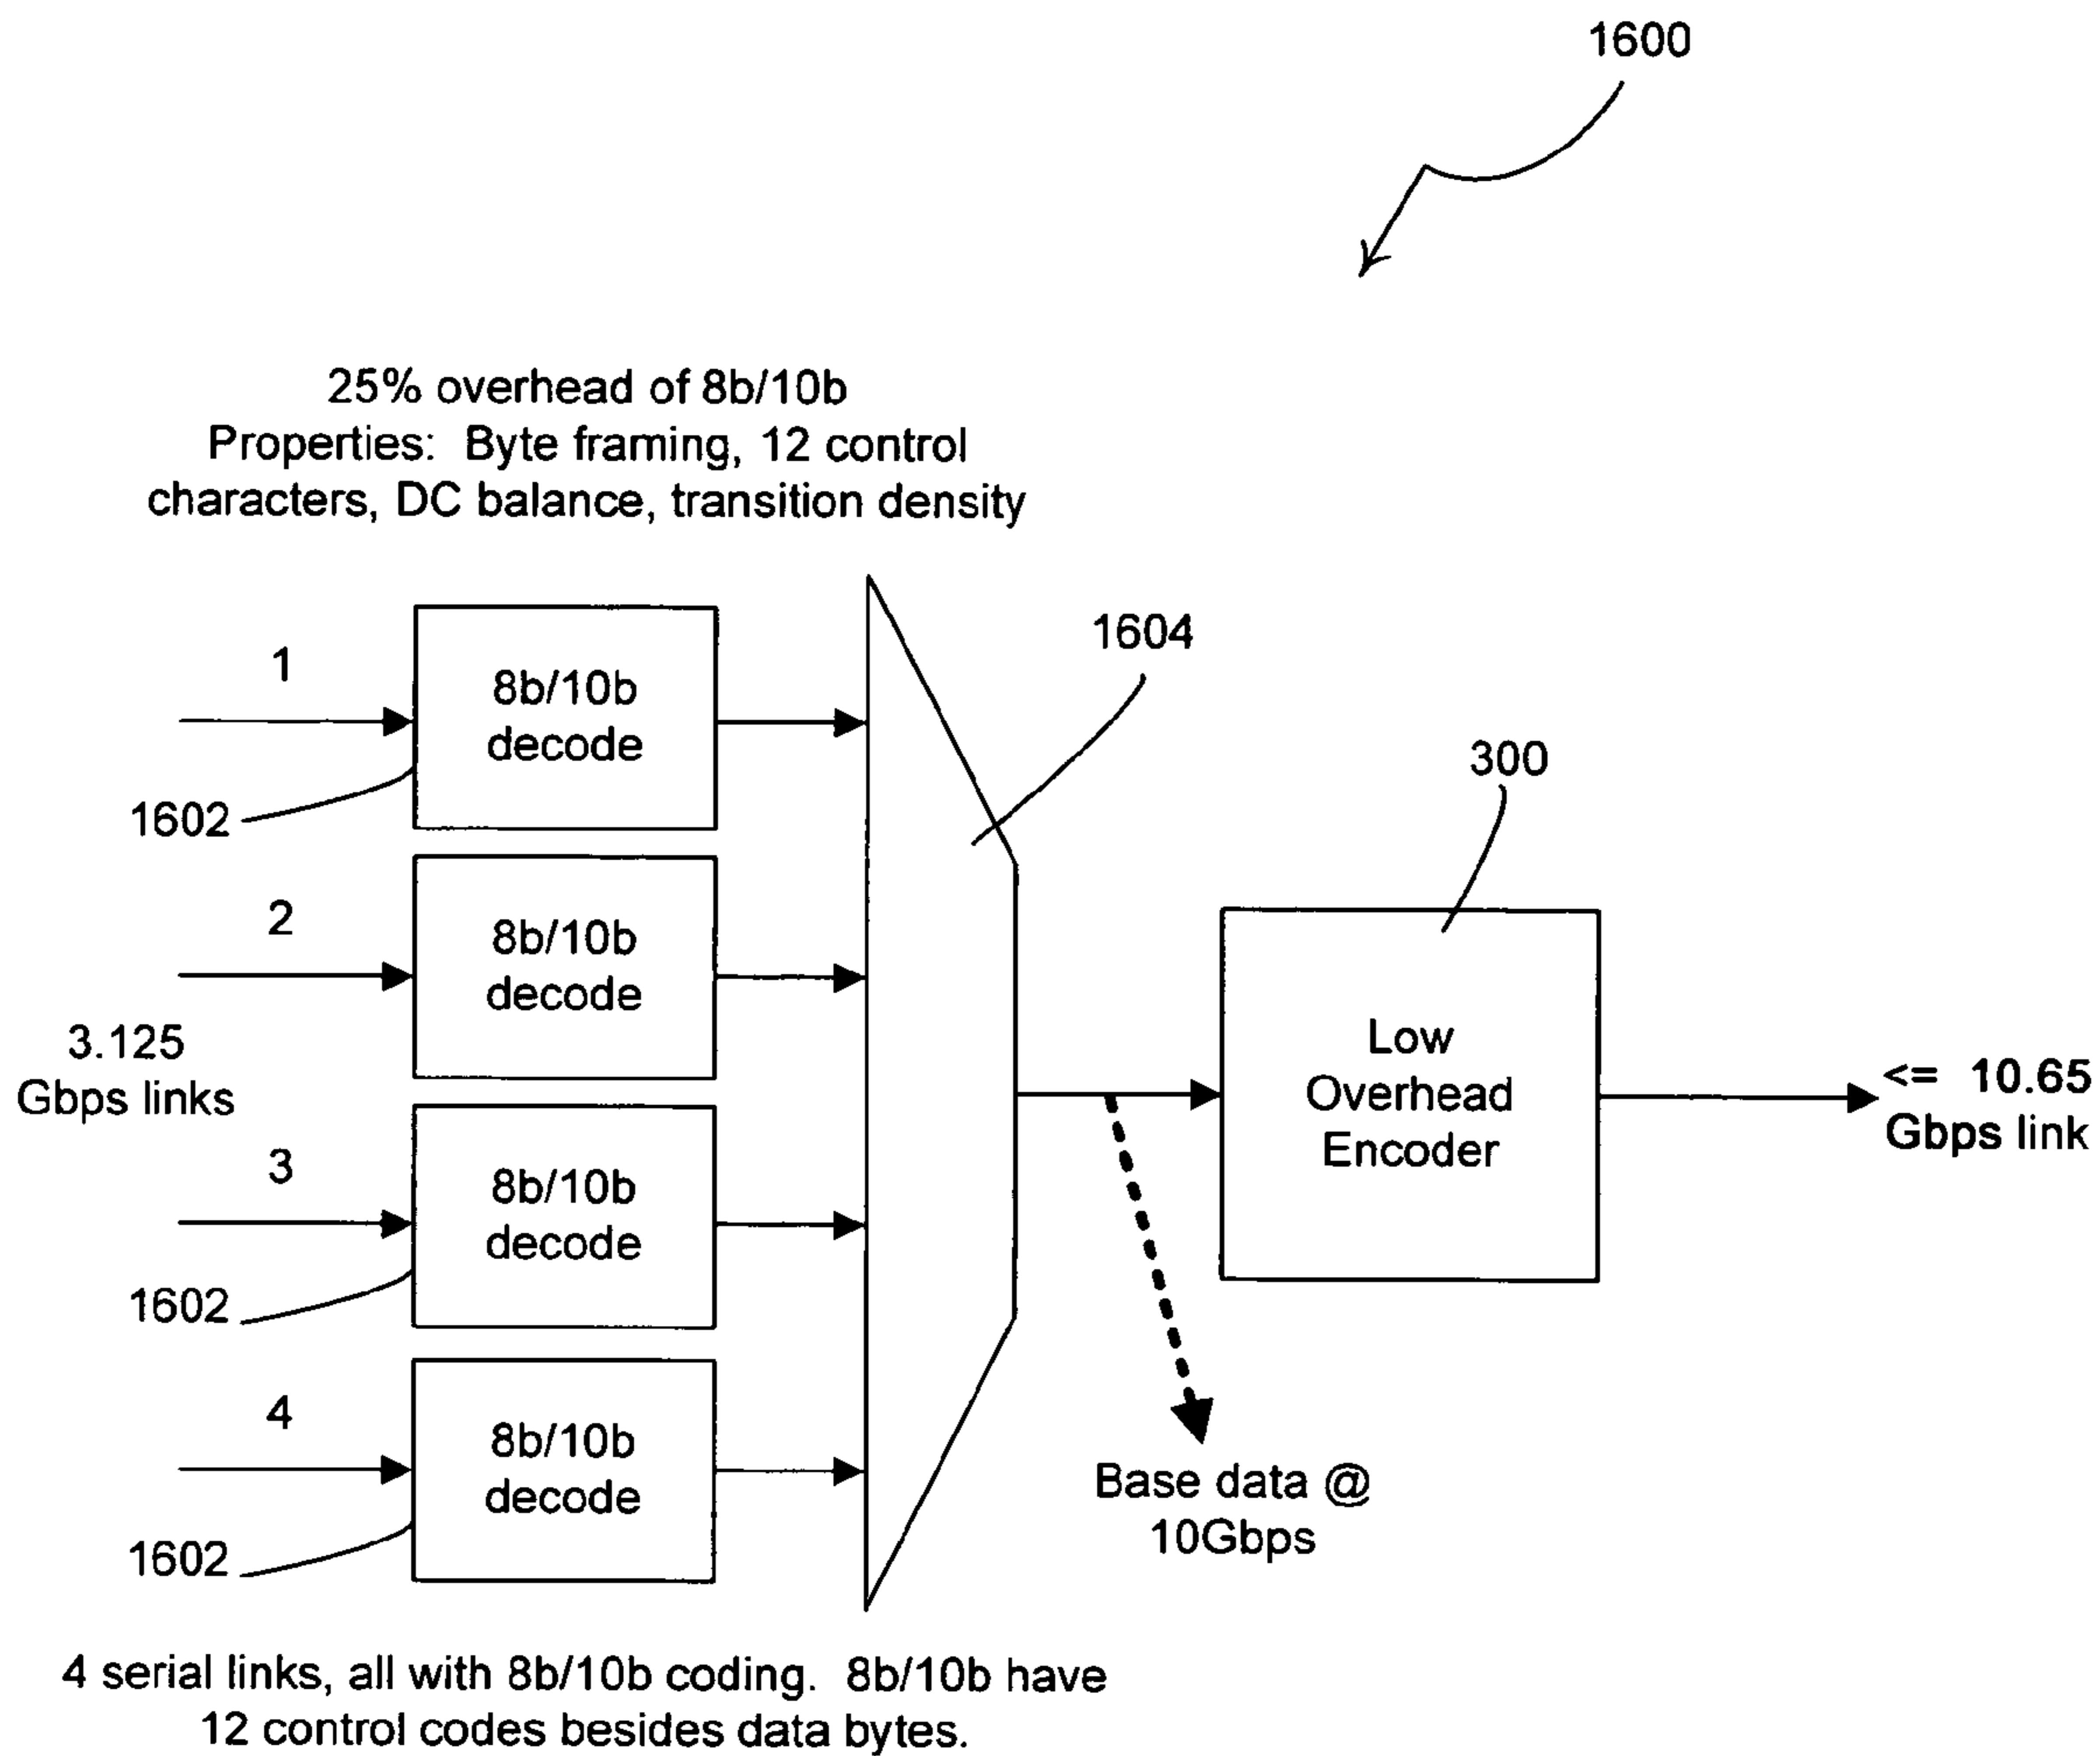 1600
25% overhead of 8b/10b
Properties: Byte framing, 12 control
characters, DC balance, transition density
1604
1
8b/10b
decode
1602
300
2
8b/10b
decode
3.125
Gbps links
Low
Overhead
Encoder
<= 10.65
Gbps link
3
8b/10b
decode
1602
4
8b/10b
decode
1602
Base data @
10Gbps
4 serial links, all with 8b/10b coding. 8b/10b have
12 control codes besides data bytes.